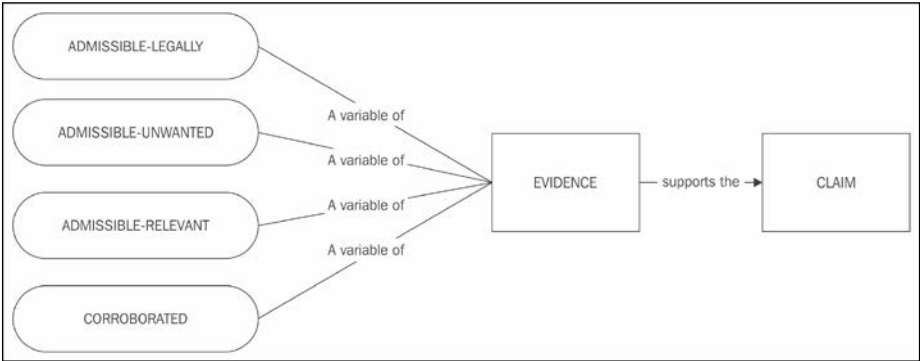 ADMISSIBLE-LEGALLY
A variable of
ADMISSIBLE-UNWANTED
A variable of
EVIDENCE
supports the
CLAIM
A variable of
ADMISSIBLE-RELEVANT
A variable of
CORROBORATED